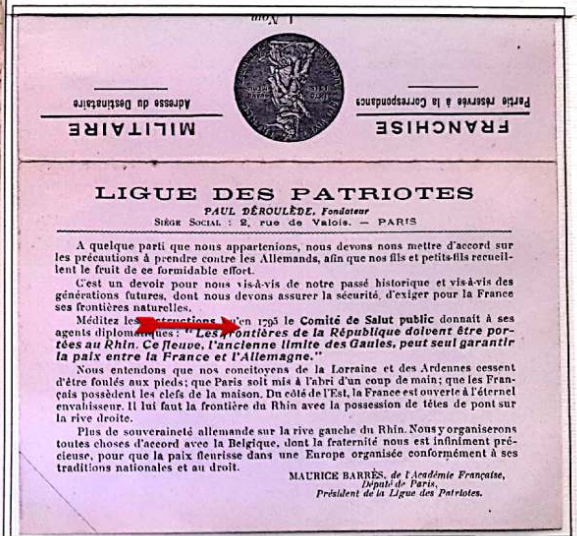 Nom
Partie réservée à la Correspondance
Adresse du Destinataire
FRANCHISE
MILITAIRE
LIGUE DES PATRIOTES
PAUL DÉROULÈDE, Fondateur
SIÈGE SOCIAL : 2, rue de Valois. — PARIS
A quelque parti que nous appartenions, nous devons nous mettre d'accord sur
les précautions à prendre contre les Allemands, afin que nos fils et petits-fils recueil-
lent le fruit de ce formidable effort.
C'est un devoir pour nous vis-à-vis de notre passé historique et vis-à-vis des
générations futures, dont nous devons assurer la sécurité, d'exiger pour la France
ses frontières naturelles.
Méditez les qu'en 1795 le Comité de Salut public donnait à ses
agents : "Les frontières de la République doivent être por-
tées au Rhin. Ce fleuve, l'ancienne limite des Gaules, peut seul garantir
la paix entre la France et l'Allemagne."
Nous entendons que nos concitoyens de la Lorraine et des Ardennes cessent
d'être foulés aux pieds; que Paris soit mis à l'abri d'un coup de main; que les Fran-
çais possèdent les clefs de la maison. Du côté de l'Est, la France est ouverte à l'éternel
envahisseur. Il lui faut la frontière du Rhin avec la possession de têtes de pont sur
la rive droite.
Plus de souveraineté allemande sur la rive gauche du Rhin. Nous y organiserons
toutes choses d'accord avec la Belgique, dont la fraternité nous est infiniment pré-
cieuse, pour que la paix fleurisse dans une Europe organisée conformément à ses
traditions nationales et au droit.
MAURICE BARRÈS, de l'Académie Française,
Député de Paris,
Président de la Ligue des Patriotes.